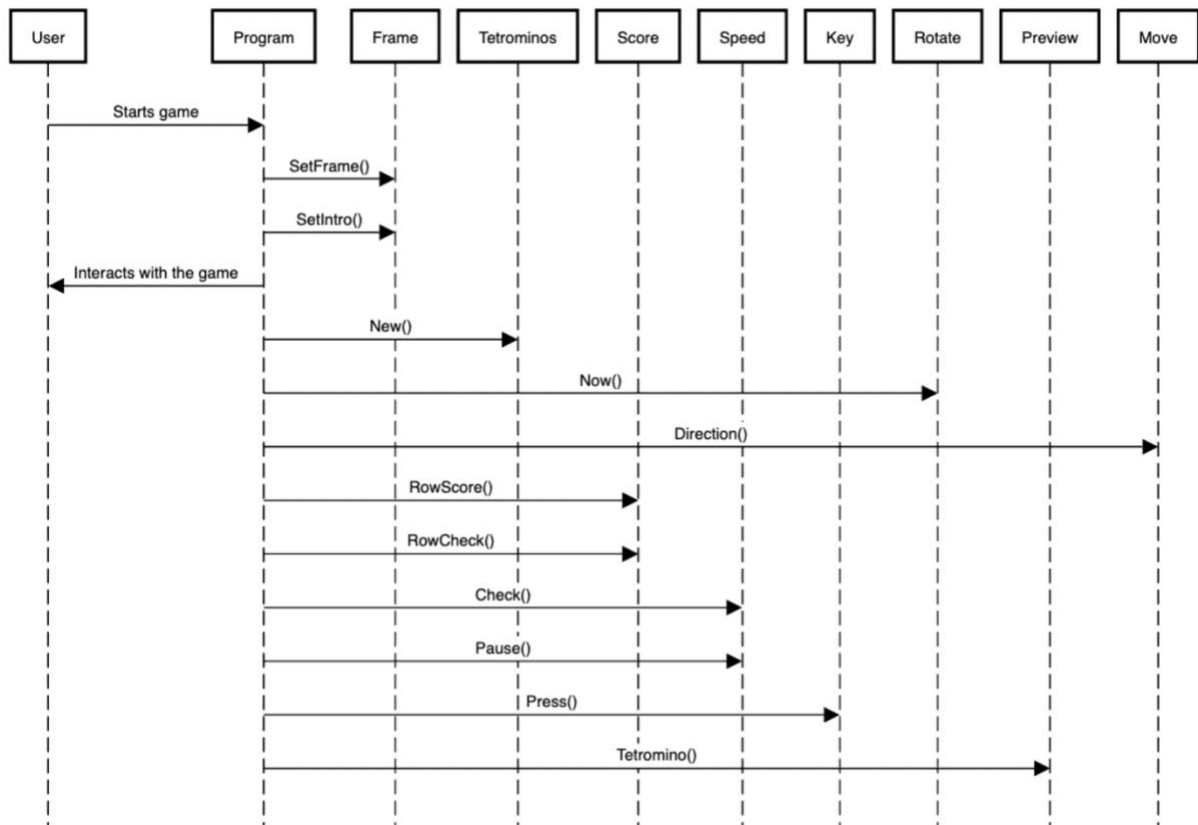 User Program Frame Tetrominos Score Speed Key Rotate Preview Move
Starts game
SetFrame()
SetIntro()
Interacts with the game
New()
Now()
Direction()
RowScore()
RowCheck()
Check()
Pause()
Press()
Tetromino()